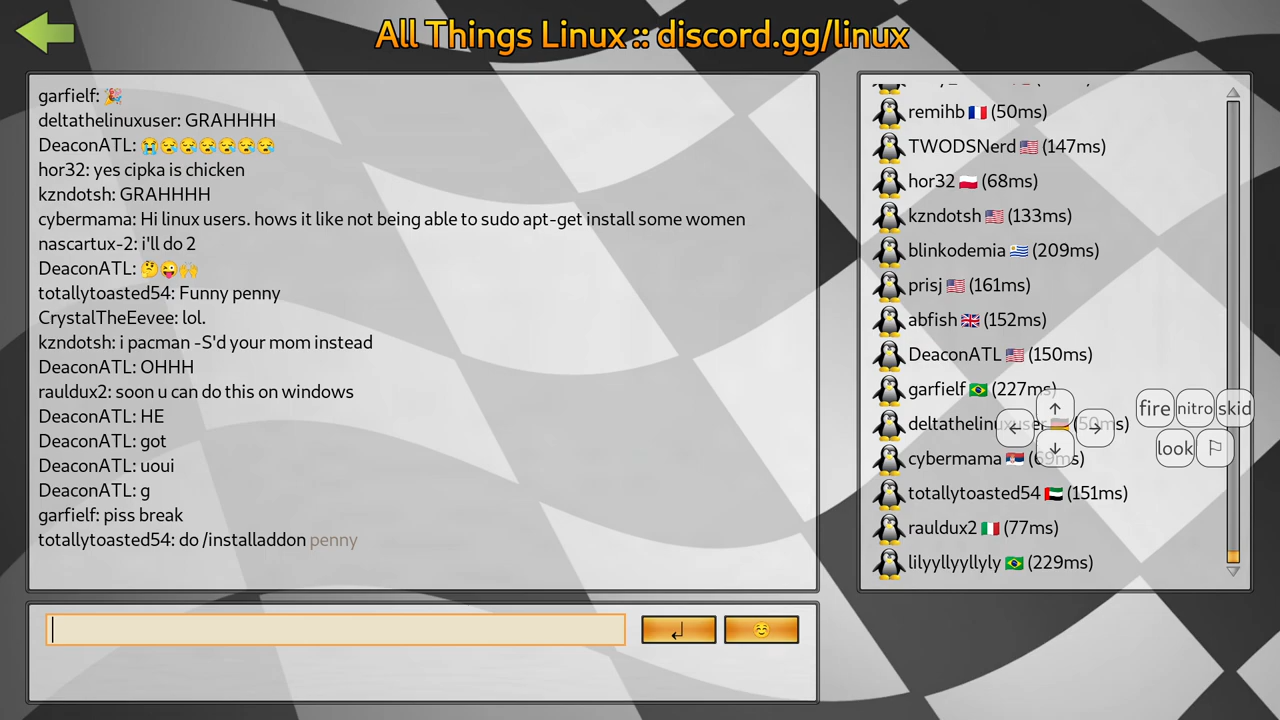 All Things Linux :: discord.gg/linux
garfielf: 🎉
deltathelinuxuser: GRAHHHH
DeaconATL: 😭😪😪😪😪😪😪
hor32: yes cipka is chicken
kzndotsh: GRAHHHH
cybermama: Hi linux users. hows it like not being able to sudo apt-get install some women
nascartux-2: i'll do 2
DeaconATL: 🤔😜🙌
totallytoasted54: Funny penny
CrystalTheEevee: lol.
kzndotsh: i pacman -S'd your mom instead
DeaconATL: OHHH
rauldux2: soon u can do this on windows
DeaconATL: HE
DeaconATL: got
DeaconATL: uoui
DeaconATL: g
garfielf: piss break
totallytoasted54: do /installaddon penny
remihb 🇫🇷 (50ms)
TWODSNerd 🇺🇸 (147ms)
hor32 🇵🇱 (68ms)
kzndotsh 🇺🇸 (133ms)
blinkodemia 🇺🇾 (209ms)
prisj 🇺🇸 (161ms)
abfish 🇬🇧 (152ms)
DeaconATL 🇺🇸 (150ms)
garfielf 🇧🇷 (227ms)
deltathelinuxuser 🇩🇪 (50ms)
cybermama 🇷🇸 (69ms)
totallytoasted54 🇦🇪 (151ms)
rauldux2 🇮🇹 (77ms)
lilyyllyyllyly 🇧🇷 (229ms)
↑
fire nitro skid
← →
↓
look